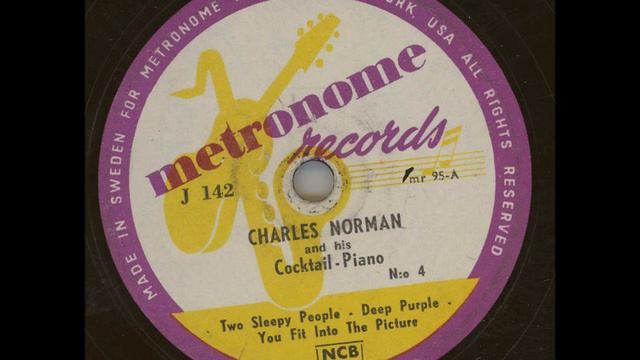 MADE IN SWEDEN FOR METRONOME
RK, USA ALL RIGHTS RESERVED
metronome
records
J 142
mr 95-A
CHARLES NORMAN
and his
Cocktail-Piano
N:o 4
Two Sleepy People - Deep Purple -
You Fit Into The Picture
NCB